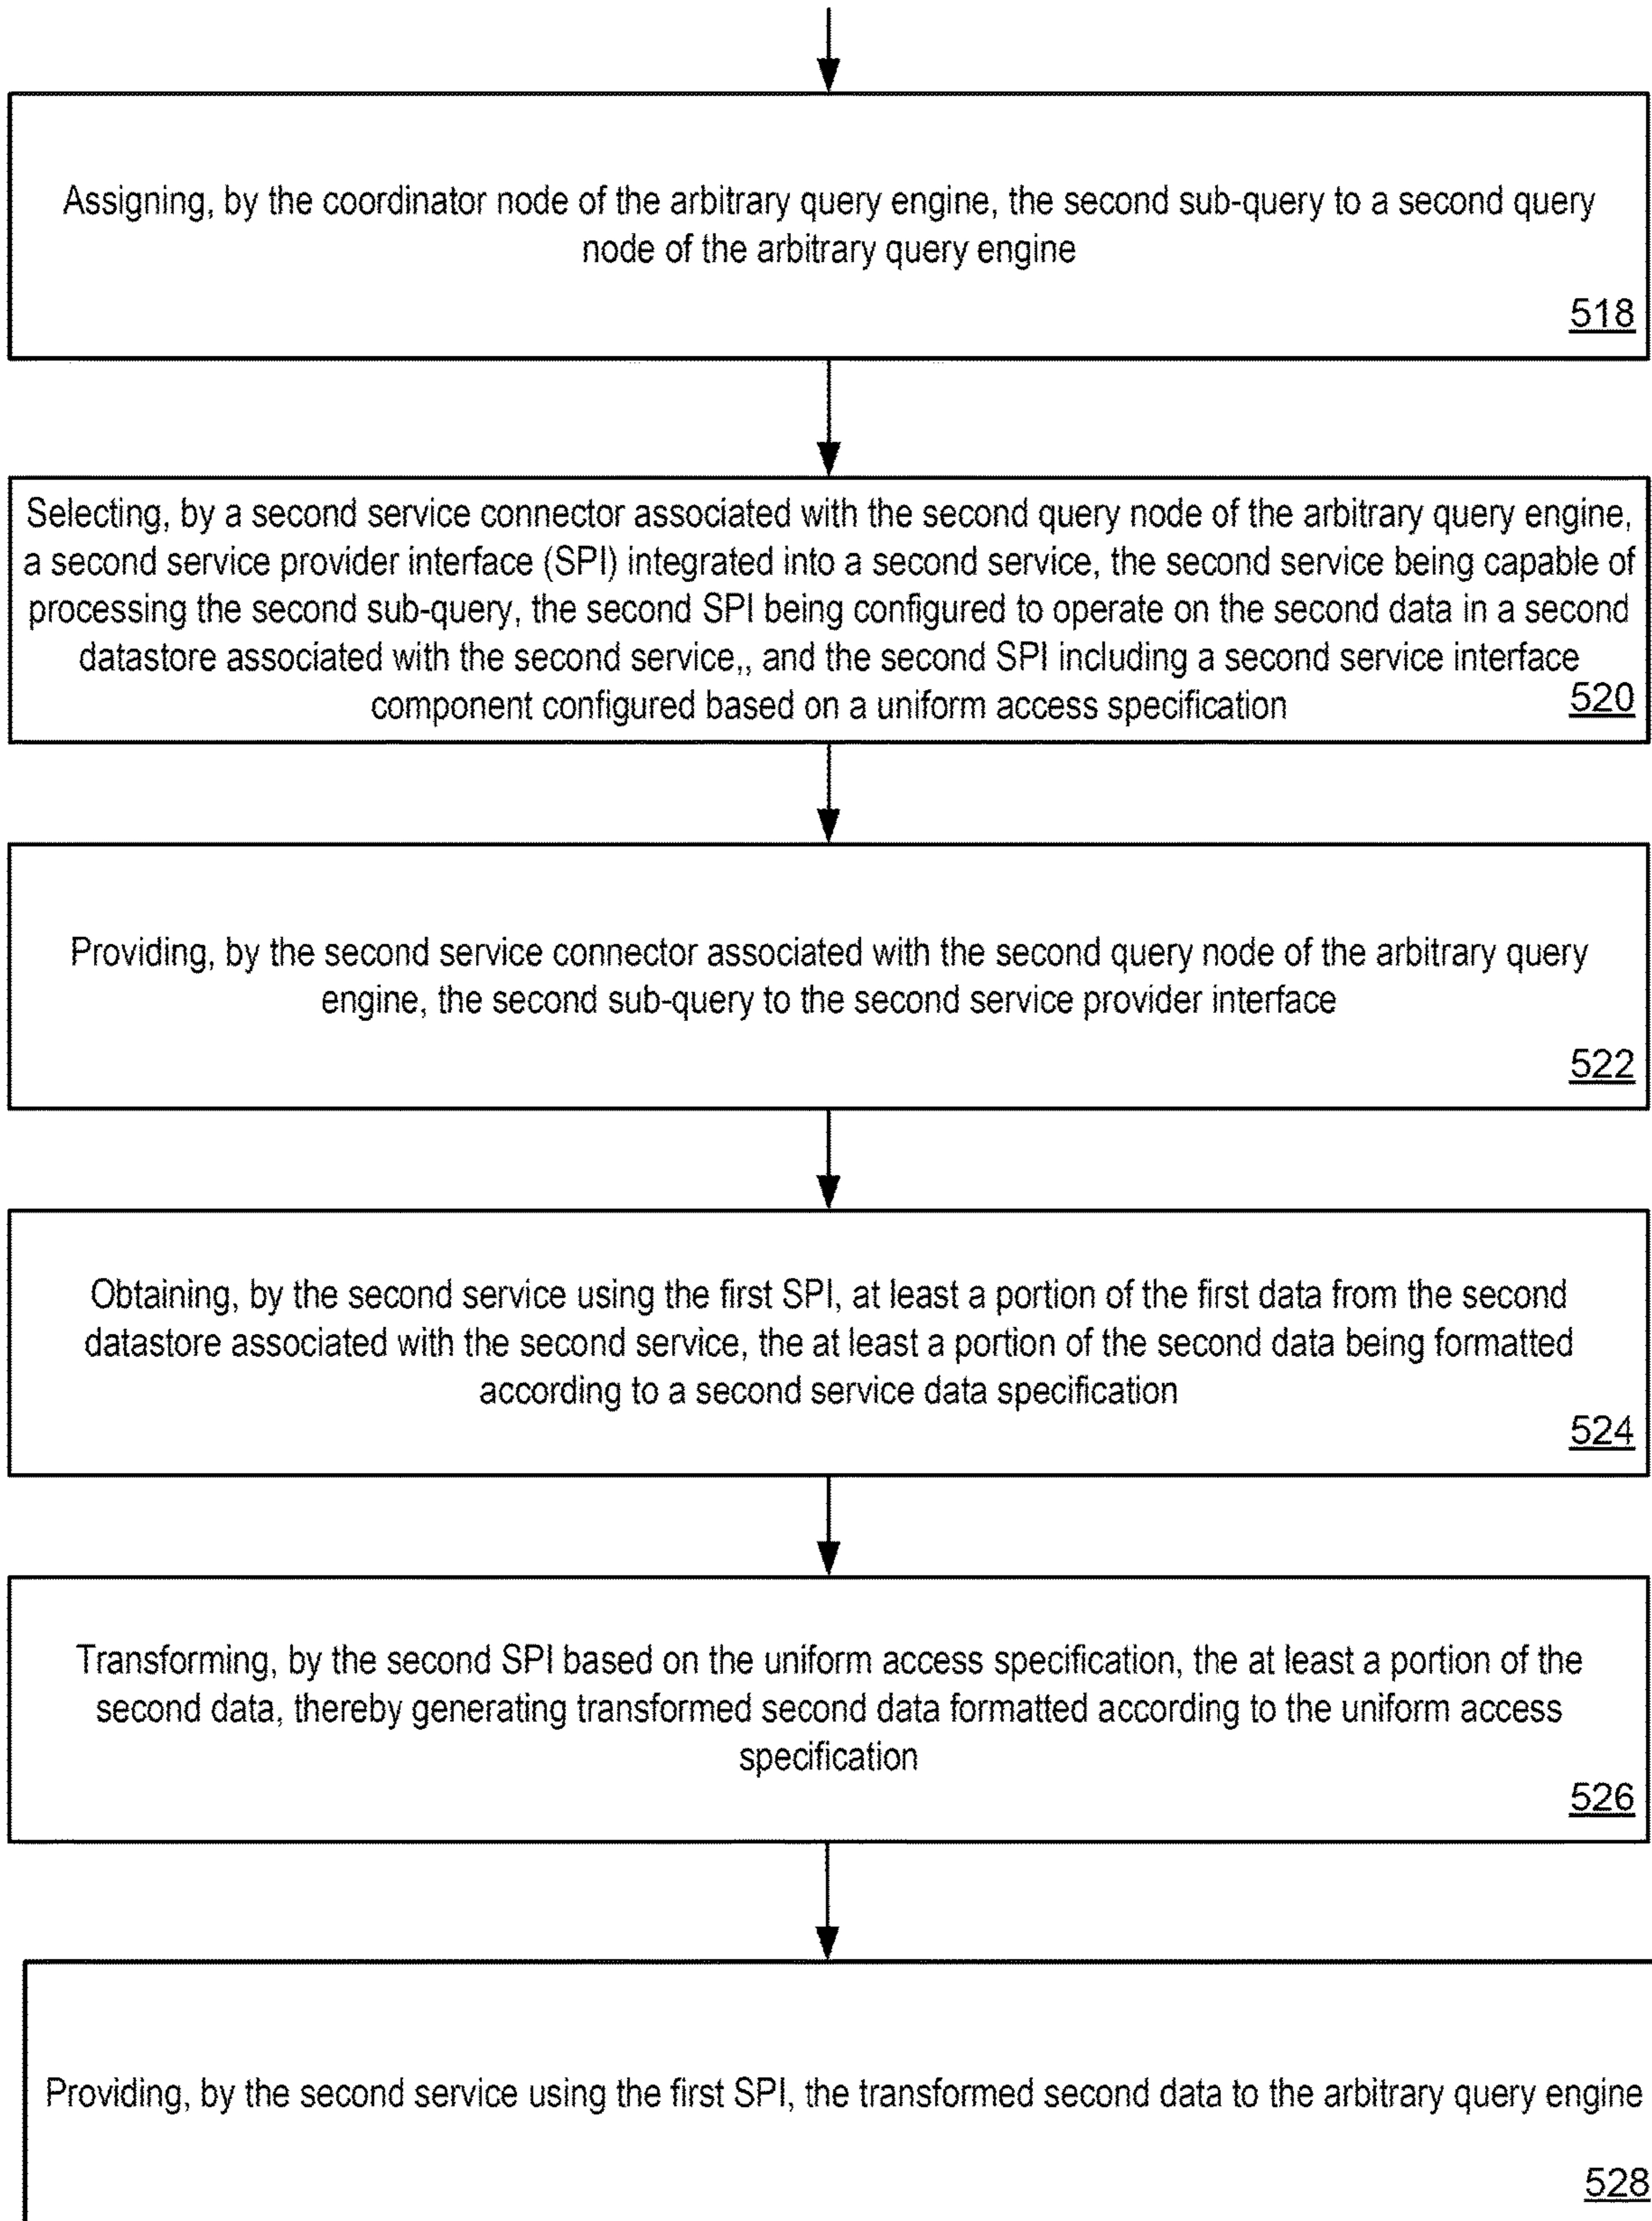 Assigning, by the coordinator node of the arbitrary query engine, the second sub-query to a second query
node of the arbitrary query engine
518
Selecting, by a second service connector associated with the second query node of the arbitrary query engine,
a second service provider interface (SPI) integrated into a second service, the second service being capable of
processing the second sub-query, the second SPI being configured to operate on the second data in a second
datastore associated with the second service,, and the second SPI including a second service interface
component configured based on a uniform access specification
520
Providing, by the second service connector associated with the second query node of the arbitrary query
engine, the second sub-query to the second service provider interface
522
Obtaining, by the second service using the first SPI, at least a portion of the first data from the second
datastore associated with the second service, the at least a portion of the second data being formatted
according to a second service data specification
524
Transforming, by the second SPI based on the uniform access specification, the at least a portion of the
second data, thereby generating transformed second data formatted according to the uniform access
specification
526
Providing, by the second service using the first SPI, the transformed second data to the arbitrary query engine
528